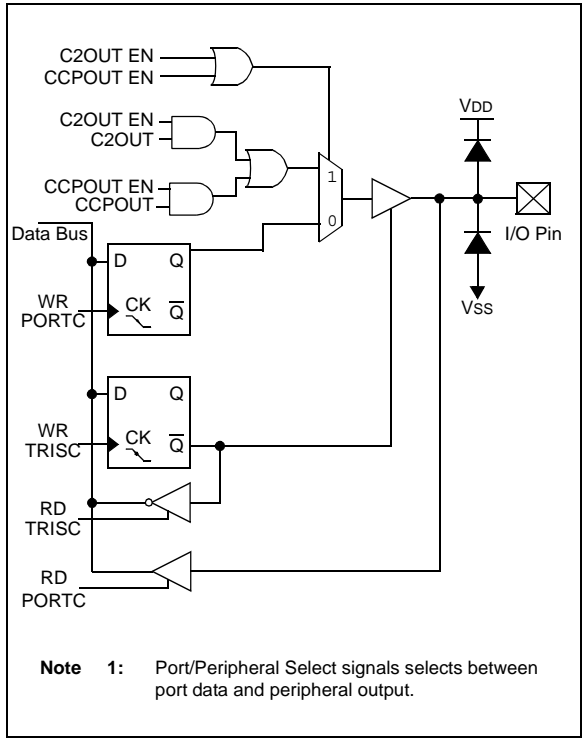 C2OUT EN
CCPOUT EN
C2OUT EN
C2OUT
CCPOUT EN
CCPOUT
1
0
VDD
I/O Pin
VSS
Data Bus
D Q
WR
PORTC
CK Q
D Q
WR
TRISC
CK Q
RD
TRISC
RD
PORTC
Note 1: Port/Peripheral Select signals selects between
port data and peripheral output.